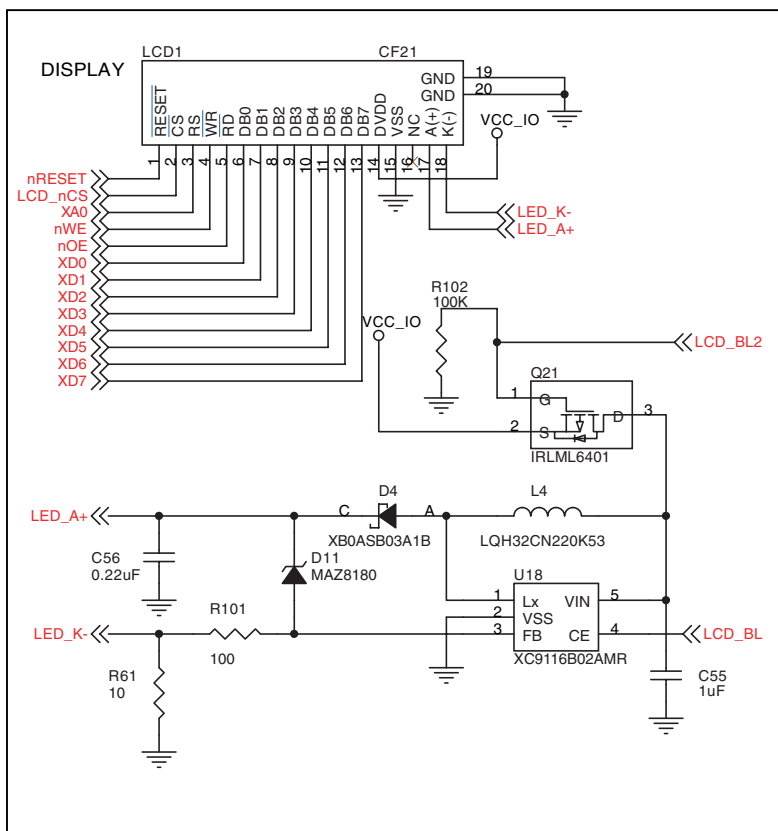 DISPLAY
LCD1 CF21
RESET
CS
RS
WR
RD
DB0
DB1
DB2
DB3
DB4
DB5
DB6
DB7
DVDD
VSS
NC
A(+)
K(-)
GND 19
GND 20
1 2 3 4 5 6 7 8 9 10 11 12 13 14 15 16 17 18
VCC_IO
nRESET
LCD_nCS
XA0
nWE
nOE
XD0
XD1
XD2
XD3
XD4
XD5
XD6
XD7
LED_K-
LED_A+
R102
100K
VCC_IO
LCD_BL2
Q21
1 G
2 S
D 3
IRLML6401
LED_A+
C D4 A
XB0ASB03A1B
L4
LQH32CN220K53
C56
0.22uF
D11
MAZ8180
U18
1 Lx VIN 5
2 VSS
3 FB CE 4
XC9116B02AMR
LCD_BL
LED_K-
R101
100
R61
10
C55
1uF